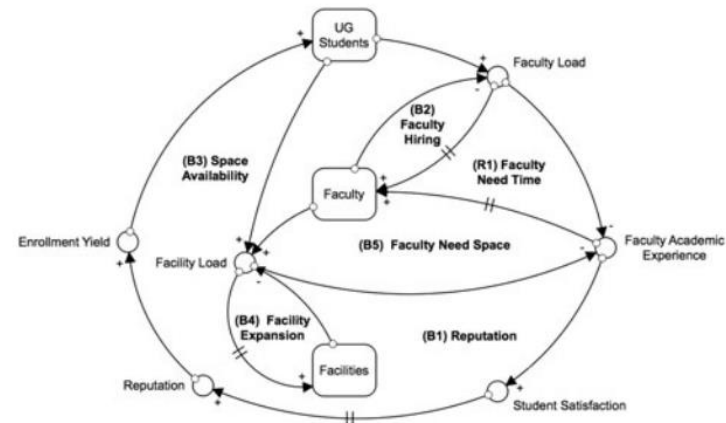 UG
Students
Faculty Load
(B2)
Faculty
Hiring
(B3) Space
Availability
(R1) Faculty
Need Time
Faculty
Enrollment Yield
(B5) Faculty Need Space
Faculty Academic
Experience
Facility Load
(B4) Facility
Expansion
(B1) Reputation
Facilities
Reputation
Student Satisfaction
+
+
-
+
+
-
-
+
+
+
-
+
+
+